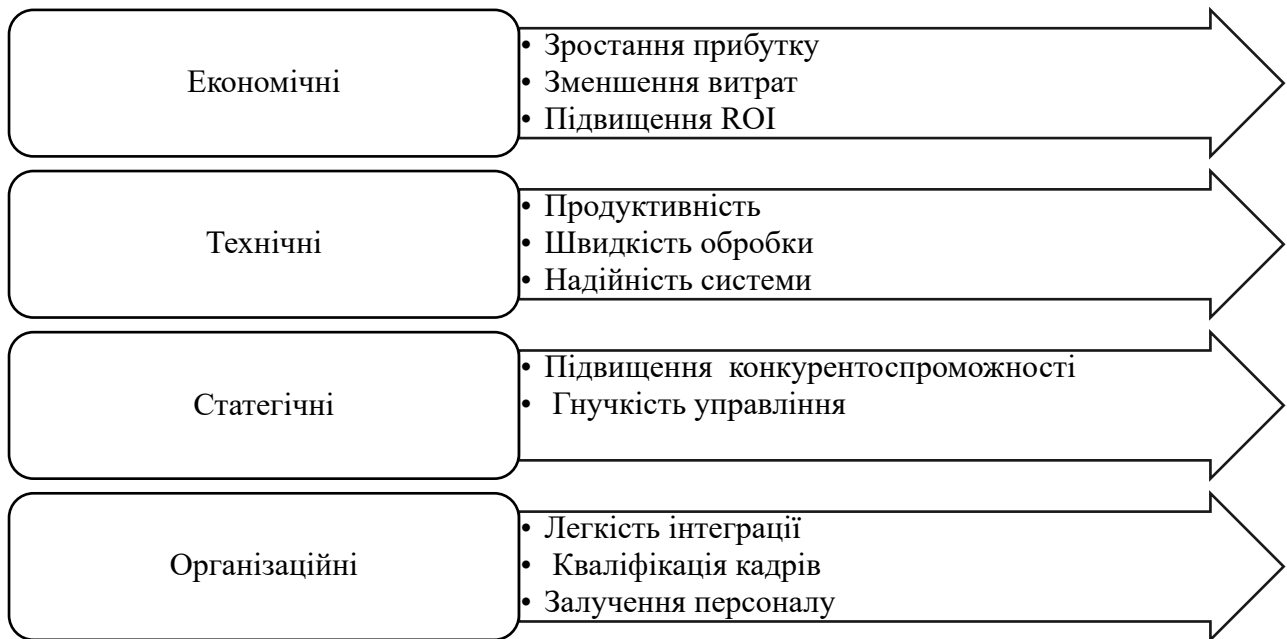 Економічні
• Зростання прибутку
• Зменшення витрат
• Підвищення ROI
Технічні
• Продуктивність
• Швидкість обробки
• Надійність системи
Статегічні
• Підвищення  конкурентоспроможності
•  Гнучкість управління
Організаційні
• Легкість інтеграції
•  Кваліфікація кадрів
• Залучення персоналу